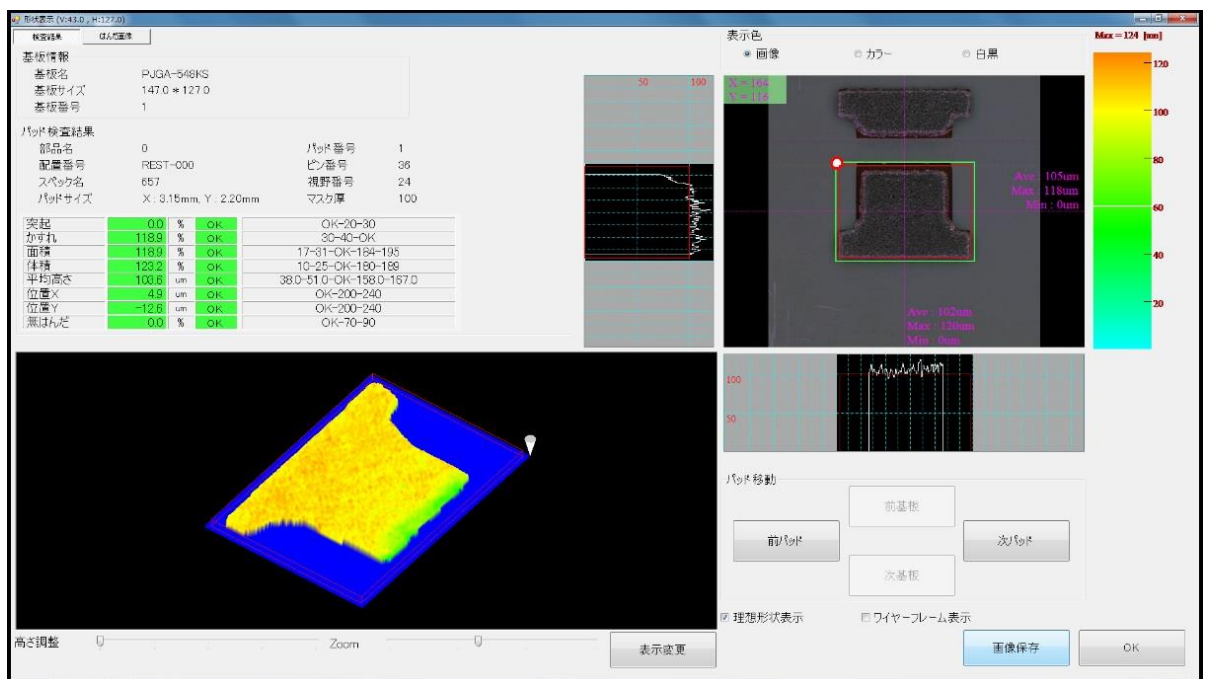 形状表示 (V:43.0 , H:127.0)
検査結果 はんだ画像
基板情報
基板名 PJGA-548KS
基板サイズ 147.0 * 127.0
基板番号 1
パッド検査結果
部品名 0 パッド番号 1
配置番号 REST-000 ピン番号 36
スペック名 657 視野番号 24
パッドサイズ X : 3.15mm, Y : 2.20mm マスク厚 100
突起 0.0 % OK OK-20-30
かすれ 118.9 % OK 30-40-OK
面積 118.9 % OK 17-31-OK-184-195
体積 123.2 % OK 10-25-OK-180-189
平均高さ 103.6 um OK 38.0-51.0-OK-158.0-167.0
位置X 4.9 um OK OK-200-240
位置Y -12.6 um OK OK-200-240
無はんだ 0.0 % OK OK-70-90
50 100
表示色
画像 カラー 白黒
X = 164
Y = 116
Ave : 105um
Max : 118um
Min : 0um
Ave : 102um
Max : 120um
Min : 0um
Max = 124 [um]
120
100
80
60
40
20
100
50
パッド移動
前基板
前パッド 次パッド
次基板
理想形状表示 ワイヤーフレーム表示
高さ調整 Zoom 表示変更
画像保存 OK